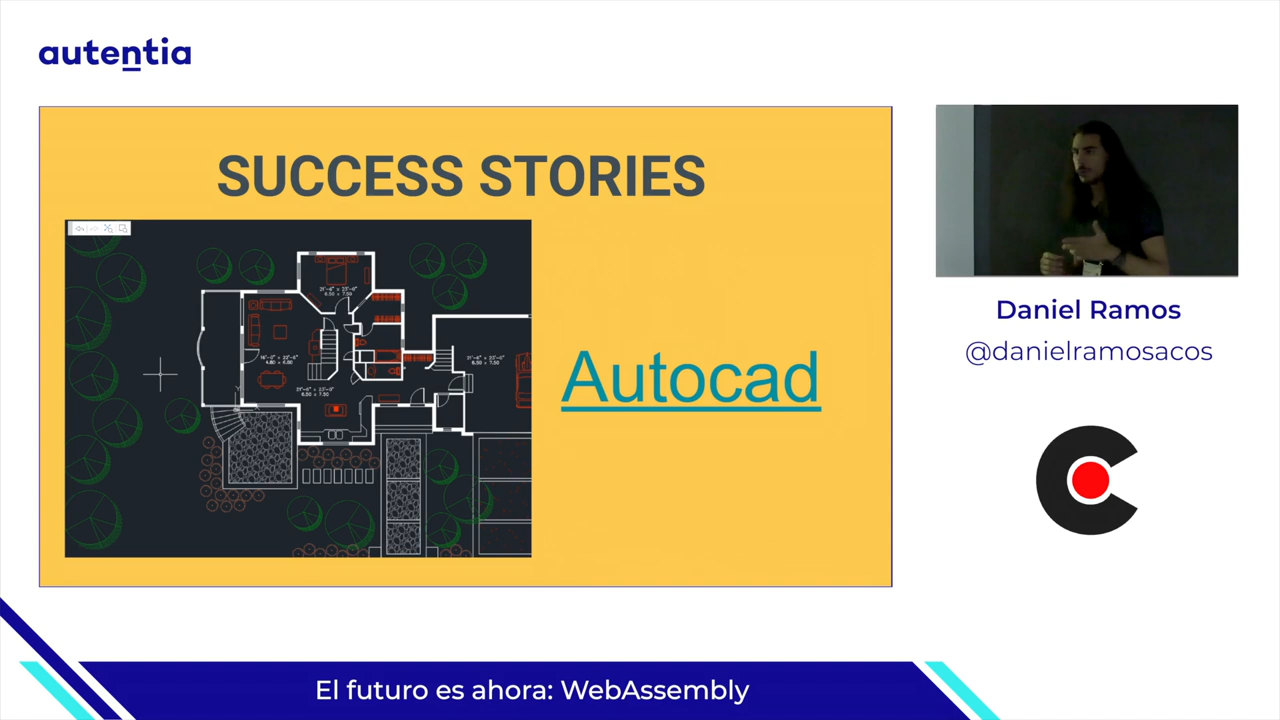 autentia
SUCCESS STORIES
Autocad
Daniel Ramos
@danielramosacos
El futuro es ahora: WebAssembly